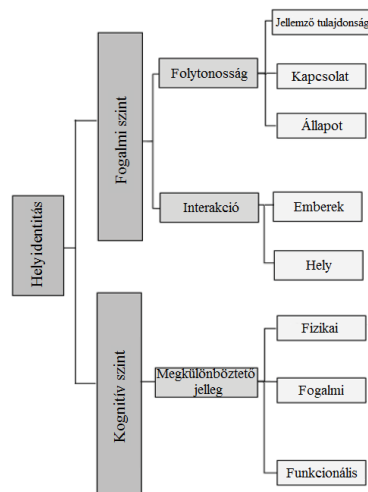 Helyidentitás
Fogalmi szint
Folytonosság
Jellemző tulajdonság
Kapcsolat
Állapot
Interakció
Emberek
Hely
Kognitív szint
Megkülönböztető
jelleg
Fizikai
Fogalmi
Funkcionális